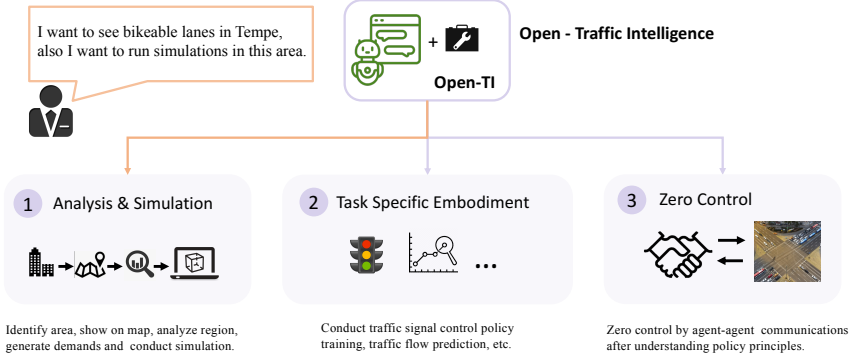 I want to see bikeable lanes in Tempe,
also I want to run simulations in this area.
+
Open-TI
Open - Traffic Intelligence
1 Analysis & Simulation
2 Task Specific Embodiment
...
3 Zero Control
Identify area, show on map, analyze region,
generate demands and conduct simulation.
Conduct traffic signal control policy
training, traffic flow prediction, etc.
Zero control by agent-agent communications
after understanding policy principles.